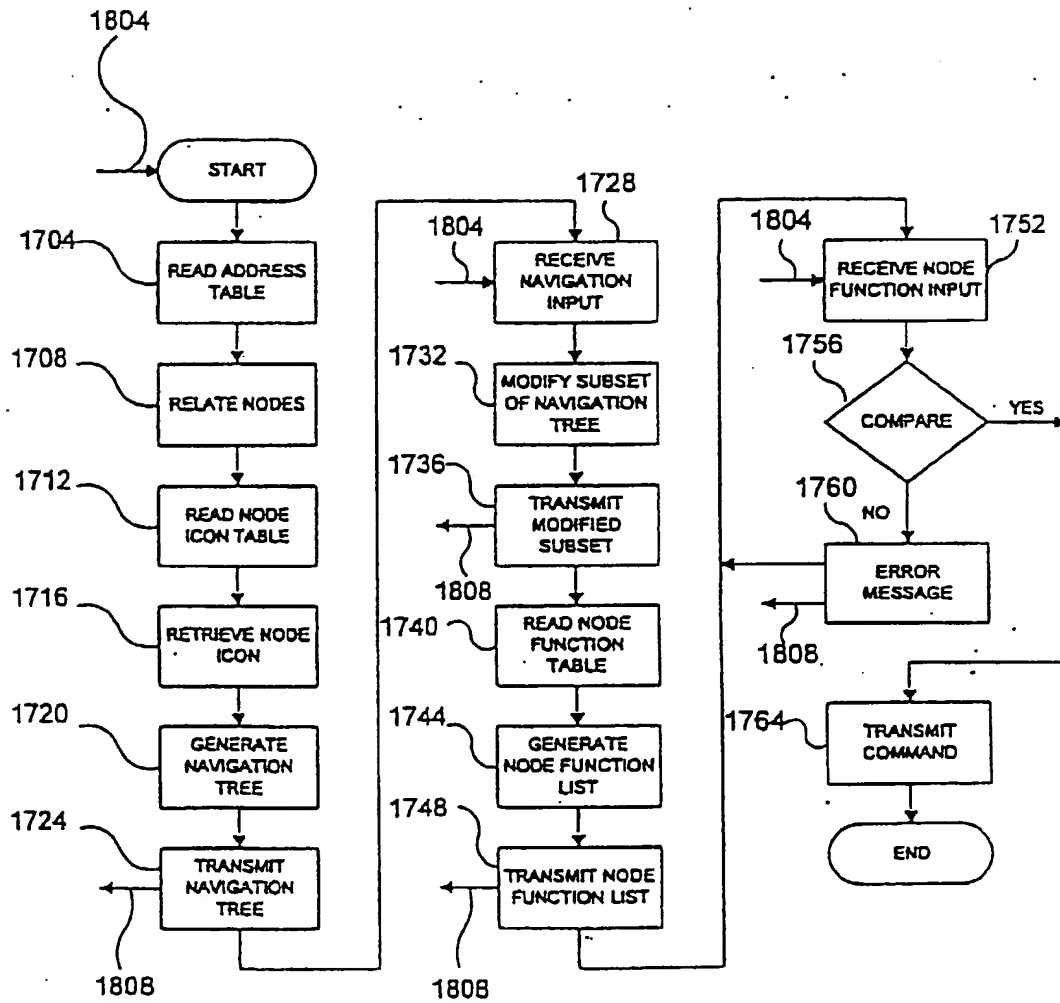 1804
START
1704
READ ADDRESS
TABLE
1708
RELATE NODES
1712
READ NODE
ICON TABLE
1716
RETRIEVE NODE
ICON
1720
GENERATE
NAVIGATION
TREE
1724
TRANSMIT
NAVIGATION
TREE
1808
1728
1804
RECEIVE
NAVIGATION
INPUT
1732
MODIFY SUBSET
OF NAVIGATION
TREE
1736
TRANSMIT
MODIFIED
SUBSET
1808
1740
READ NODE
FUNCTION
TABLE
1744
GENERATE
NODE FUNCTION
LIST
1748
TRANSMIT NODE
FUNCTION LIST
1808
1752
1804
RECEIVE NODE
FUNCTION INPUT
1756
COMPARE
YES
1760
NO
ERROR
MESSAGE
1808
1764
TRANSMIT
COMMAND
END